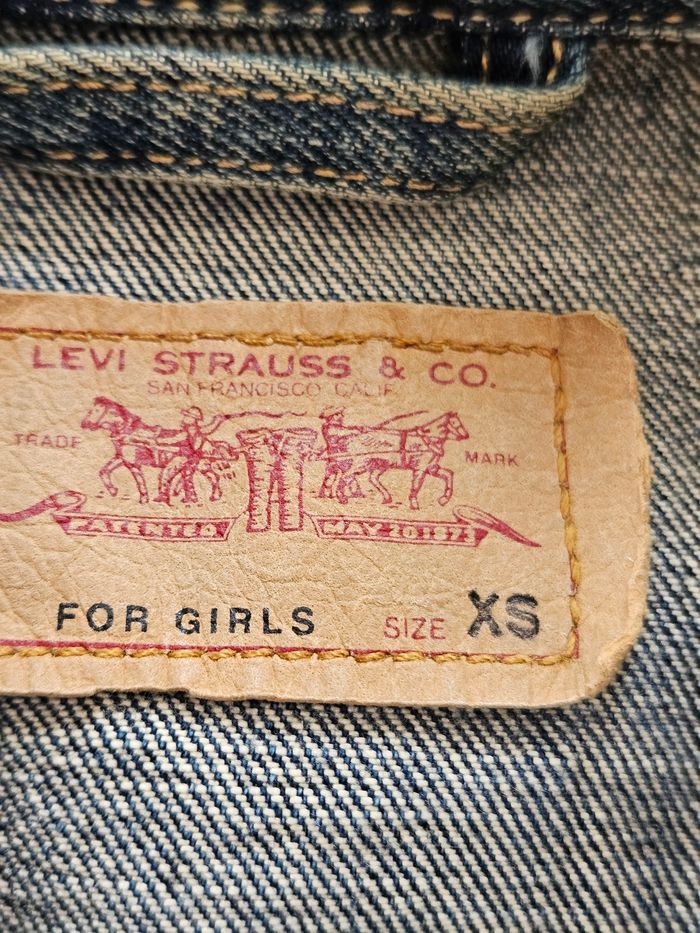 LEVI STRAUSS & CO.
SAN FRANCISCO CALIF
TRADE MARK
PATENTED MAY 20 1873
FOR GIRLS SIZE XS